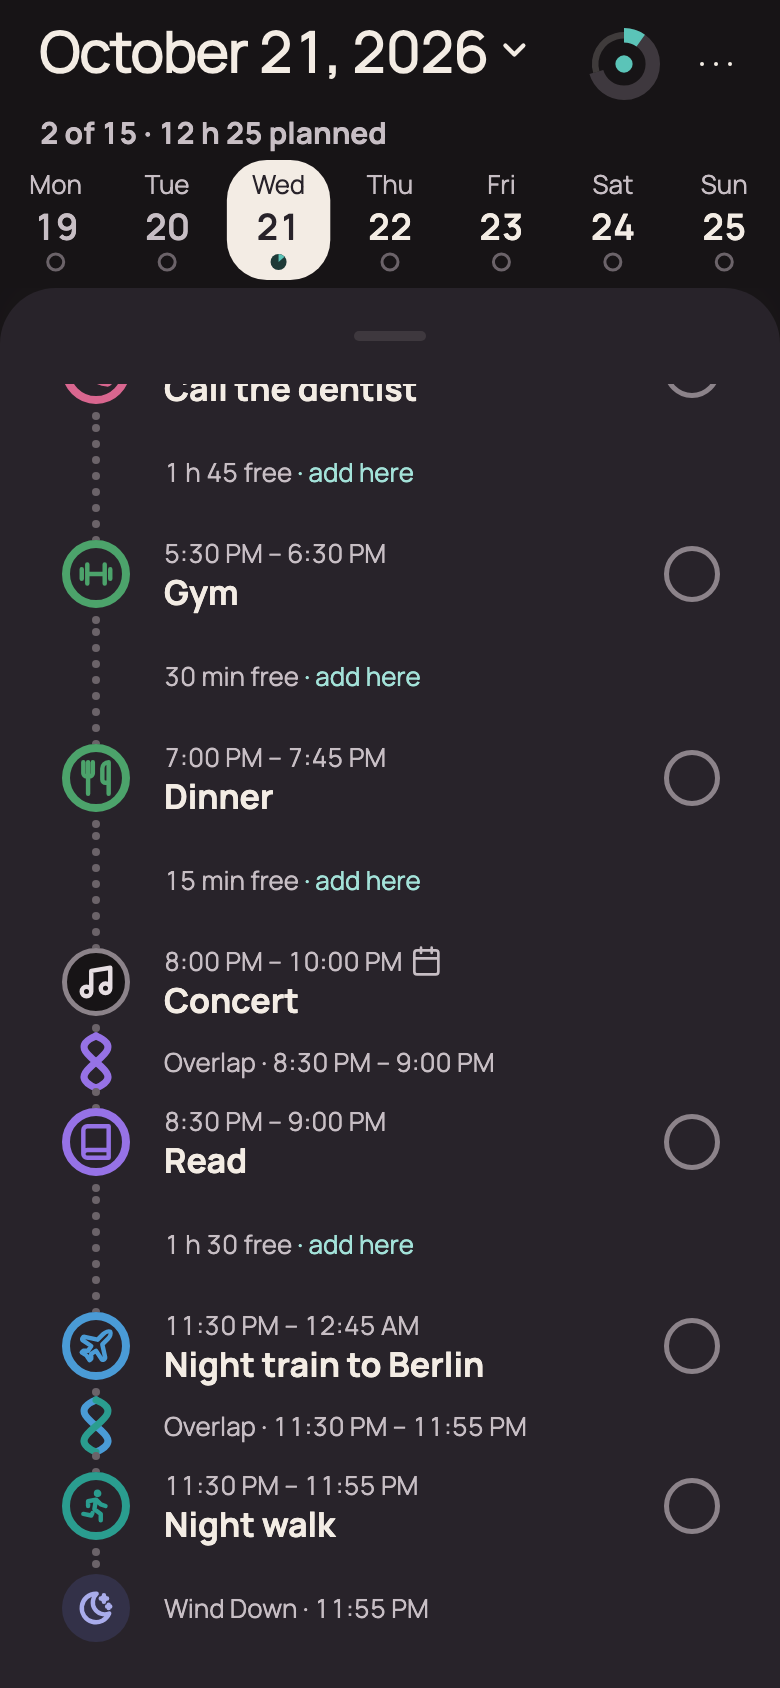 October 21, 2026
2 of 15 · 12 h 25 planned
Mon Tue Wed Thu Fri Sat Sun
19 20 21 22 23 24 25
Call the dentist
1 h 45 free · add here
5:30 PM – 6:30 PM
Gym
30 min free · add here
7:00 PM – 7:45 PM
Dinner
15 min free · add here
8:00 PM – 10:00 PM
Concert
Overlap · 8:30 PM – 9:00 PM
8:30 PM – 9:00 PM
Read
1 h 30 free · add here
11:30 PM – 12:45 AM
Night train to Berlin
Overlap · 11:30 PM – 11:55 PM
11:30 PM – 11:55 PM
Night walk
Wind Down · 11:55 PM